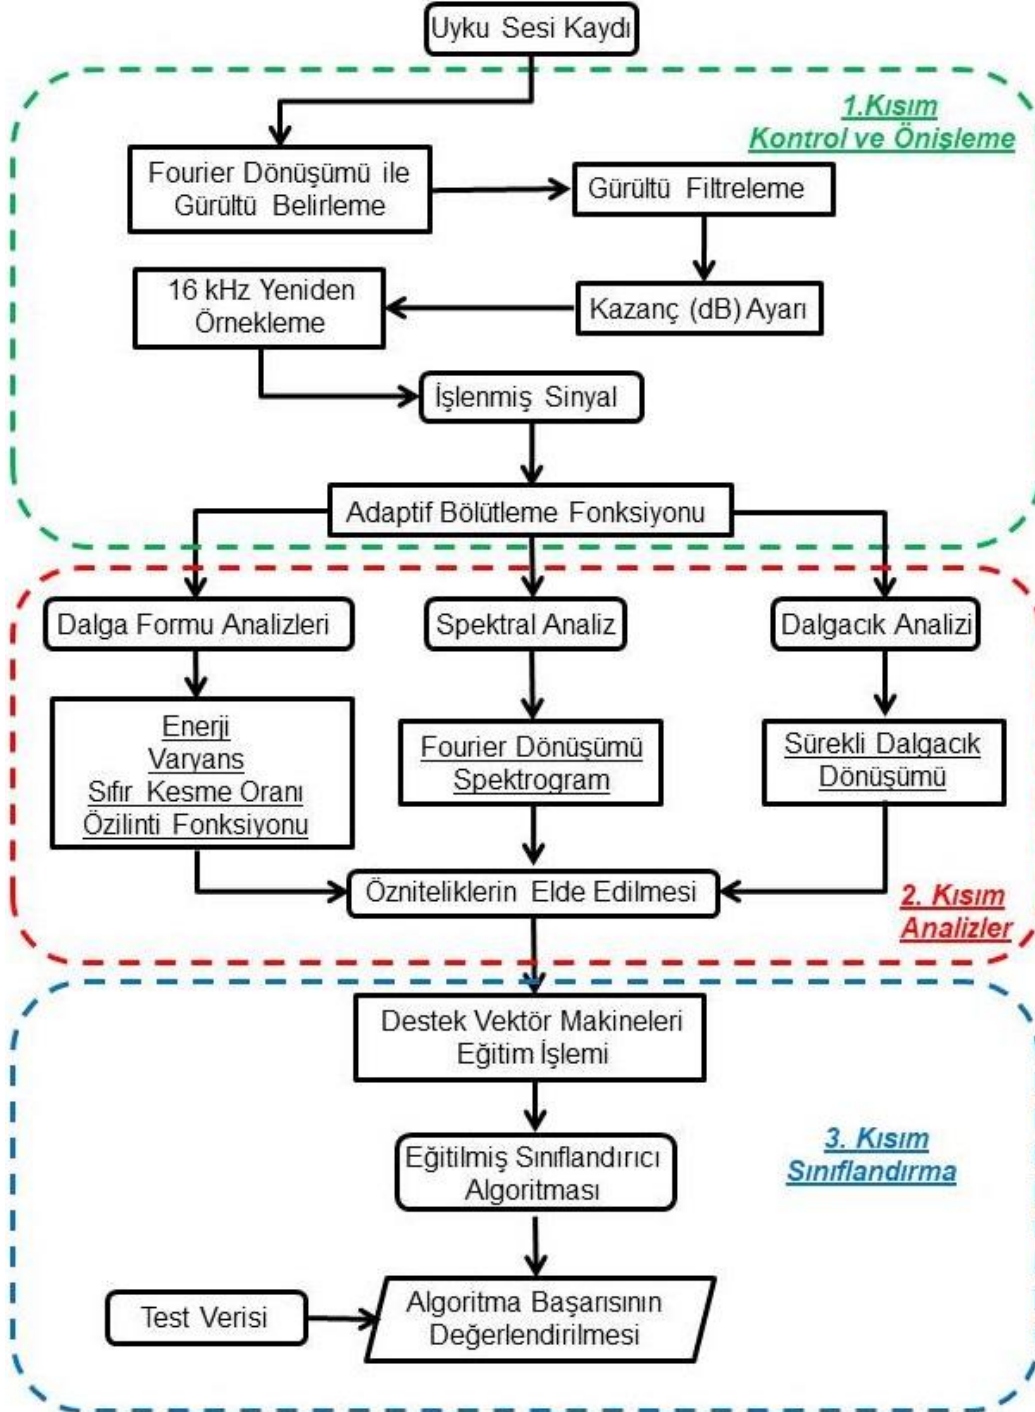 Uyku Sesi Kaydı
1.Kısım
Kontrol ve Önişleme
Fourier Dönüşümü ile
Gürültü Belirleme
Gürültü Filtreleme
16 kHz Yeniden
Örnekleme
Kazanç (dB) Ayarı
İşlenmiş Sinyal
Adaptif Bölütleme Fonksiyonu
Dalga Formu Analizleri
Spektral Analiz
Dalgacık Analizi
Enerji
Varyans
Sıfır Kesme Oranı
Özilinti Fonksiyonu
Fourier Dönüşümü
Spektrogram
Sürekli Dalgacık
Dönüşümü
Özniteliklerin Elde Edilmesi
2. Kısım
Analizler
Destek Vektör Makineleri
Eğitim İşlemi
3. Kısım
Sınıflandırma
Eğitilmiş Sınıflandırıcı
Algoritması
Test Verisi
Algoritma Başarısının
Değerlendirilmesi